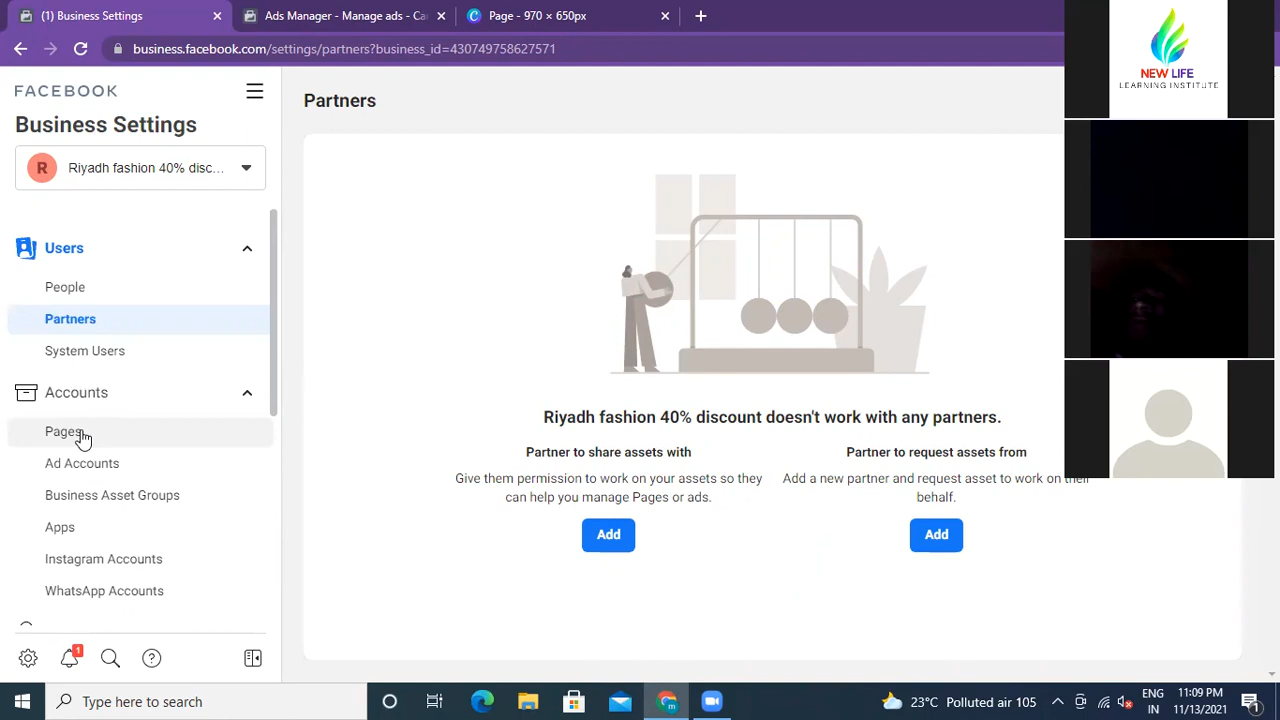 (1) Business Settings
Ads Manager - Manage ads - Ca
Page - 970 × 650px
business.facebook.com/settings/partners?business_id=430749758627571
FACEBOOK
Business Settings
R
Riyadh fashion 40% disc...
Users
People
Partners
System Users
Accounts
Pages
Ad Accounts
Business Asset Groups
Apps
Instagram Accounts
WhatsApp Accounts
1
Partners
Riyadh fashion 40% discount doesn't work with any partners.
Partner to share assets with
Give them permission to work on your assets so they
can help you manage Pages or ads.
Add
Partner to request assets from
Add a new partner and request asset to work on their
behalf.
Add
NEW LIFE
LEARNING INSTITUTE
Type here to search
23°C Polluted air 105
ENG
IN
11:09 PM
11/13/2021
1